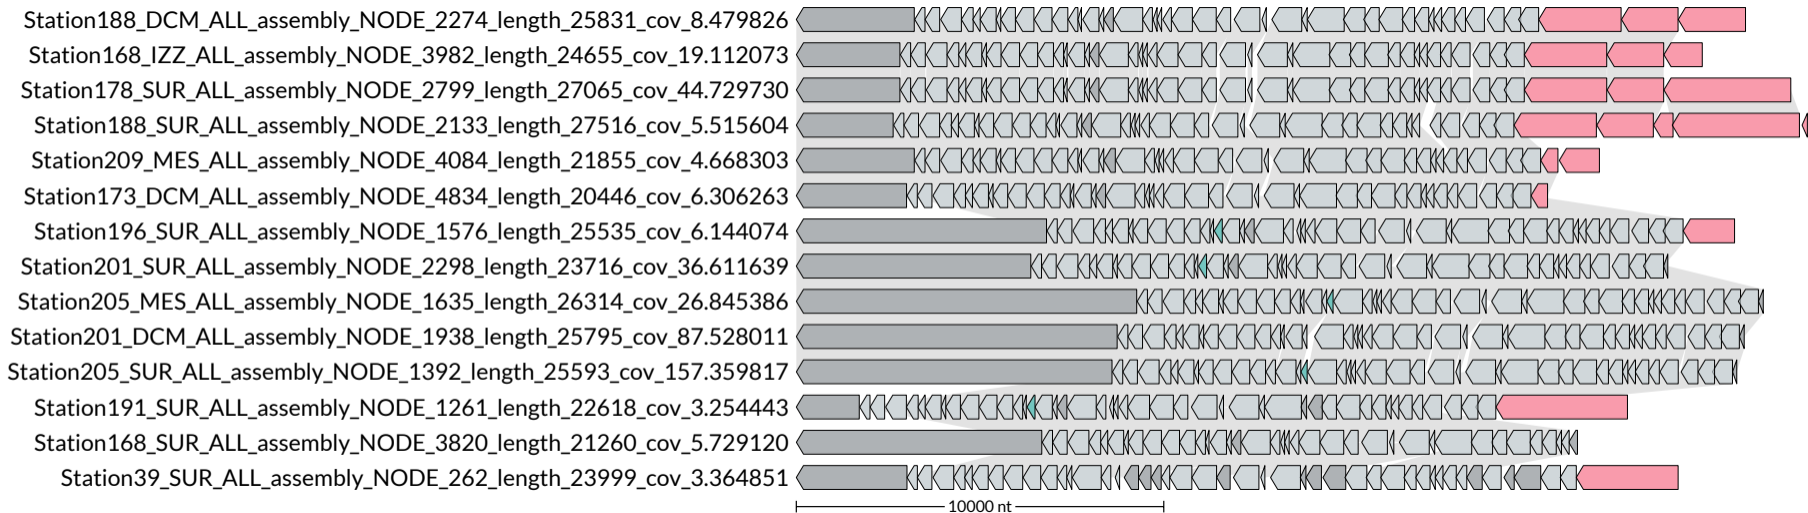 Station188_DCM_ALL_assembly_NODE_2274_length_25831_cov_8.479826
Station168_IZZ_ALL_assembly_NODE_3982_length_24655_cov_19.112073
Station178_SUR_ALL_assembly_NODE_2799_length_27065_cov_44.729730
Station188_SUR_ALL_assembly_NODE_2133_length_27516_cov_5.515604
Station209_MES_ALL_assembly_NODE_4084_length_21855_cov_4.668303
Station173_DCM_ALL_assembly_NODE_4834_length_20446_cov_6.306263
Station196_SUR_ALL_assembly_NODE_1576_length_25535_cov_6.144074
Station201_SUR_ALL_assembly_NODE_2298_length_23716_cov_36.611639
Station205_MES_ALL_assembly_NODE_1635_length_26314_cov_26.845386
Station201_DCM_ALL_assembly_NODE_1938_length_25795_cov_87.528011
Station205_SUR_ALL_assembly_NODE_1392_length_25593_cov_157.359817
Station191_SUR_ALL_assembly_NODE_1261_length_22618_cov_3.254443
Station168_SUR_ALL_assembly_NODE_3820_length_21260_cov_5.729120
Station39_SUR_ALL_assembly_NODE_262_length_23999_cov_3.364851
10000 nt